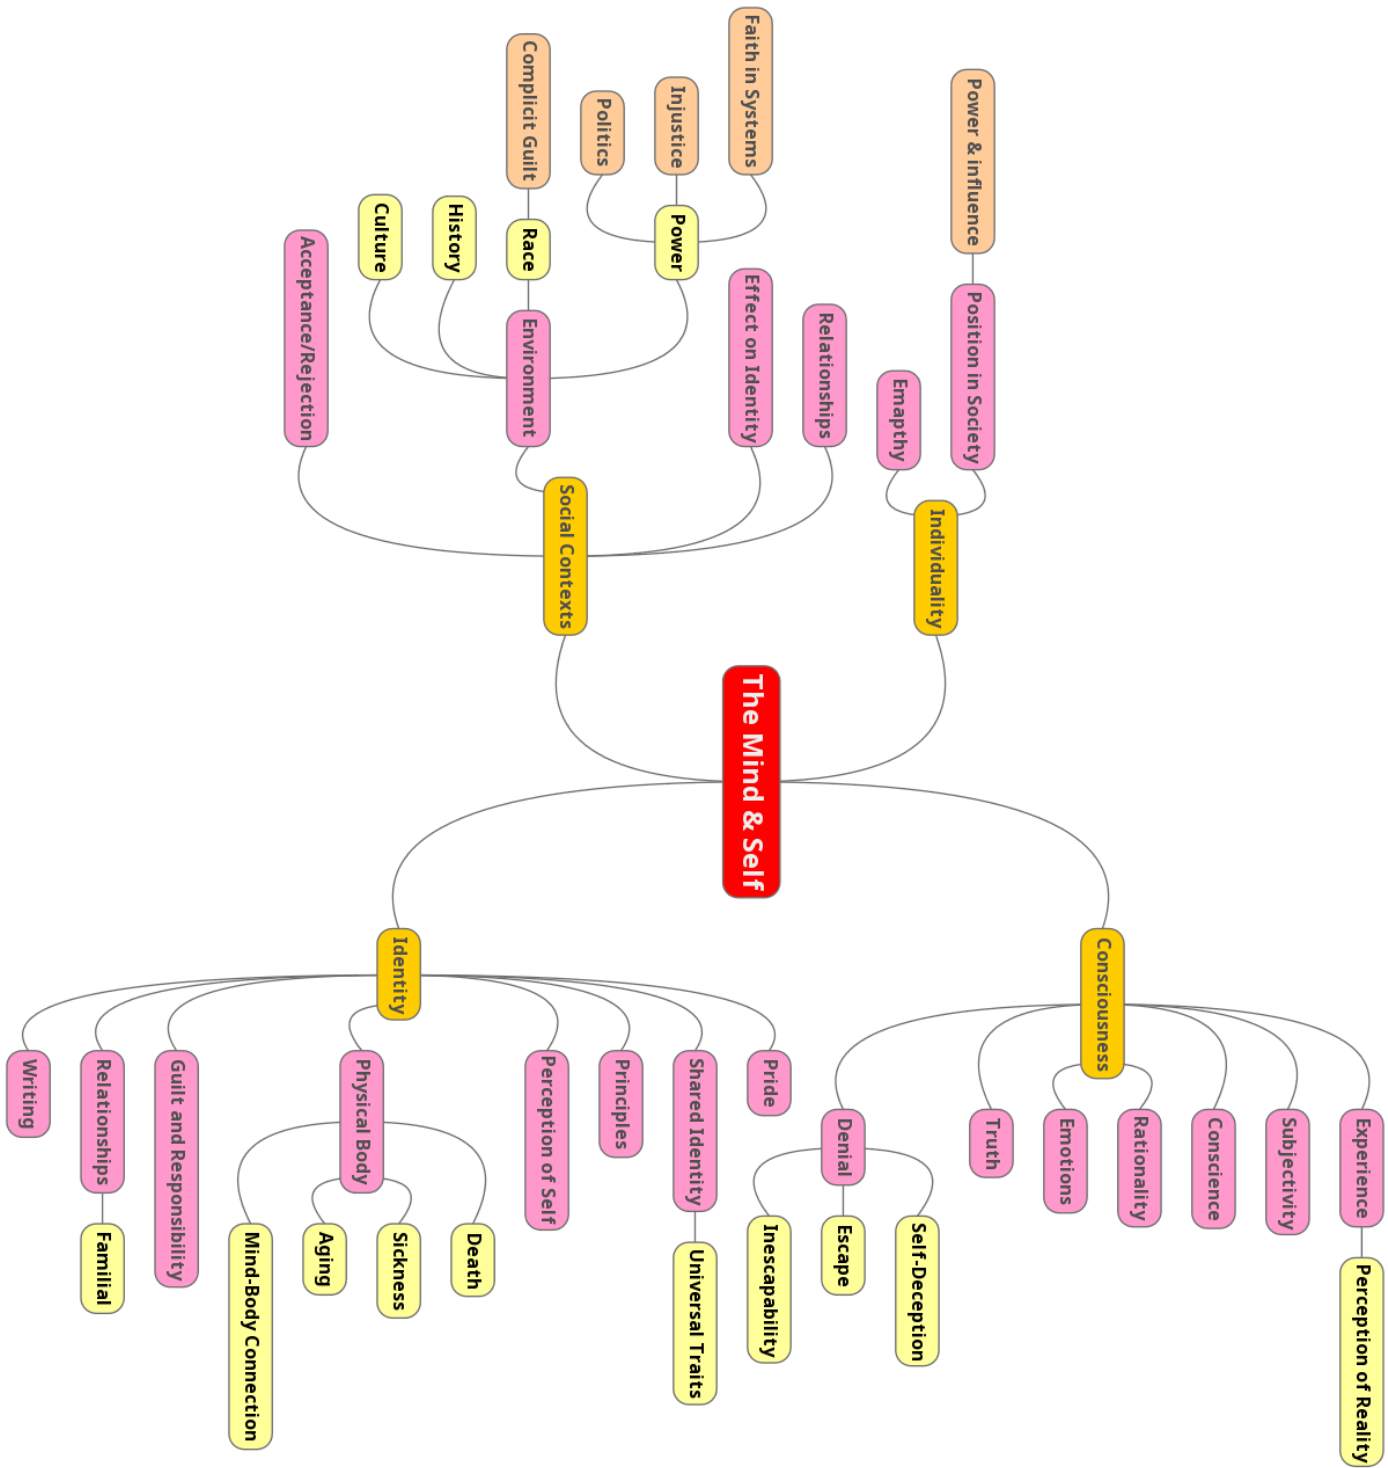 The Mind & Self
Consciousness
Experience
Perception of Reality
Subjectivity
Conscience
Rationality
Emotions
Truth
Denial
Self-Deception
Escape
Inescapability
Identity
Pride
Shared Identity
Universal Traits
Principles
Perception of Self
Physical Body
Death
Sickness
Aging
Mind-Body Connection
Guilt and Responsibility
Relationships
Familial
Writing
Individuality
Position in Society
Power & influence
Emapthy
Social Contexts
Relationships
Effect on Identity
Environment
Power
Faith in Systems
Injustice
Politics
Race
Complicit Guilt
History
Culture
Acceptance/Rejection